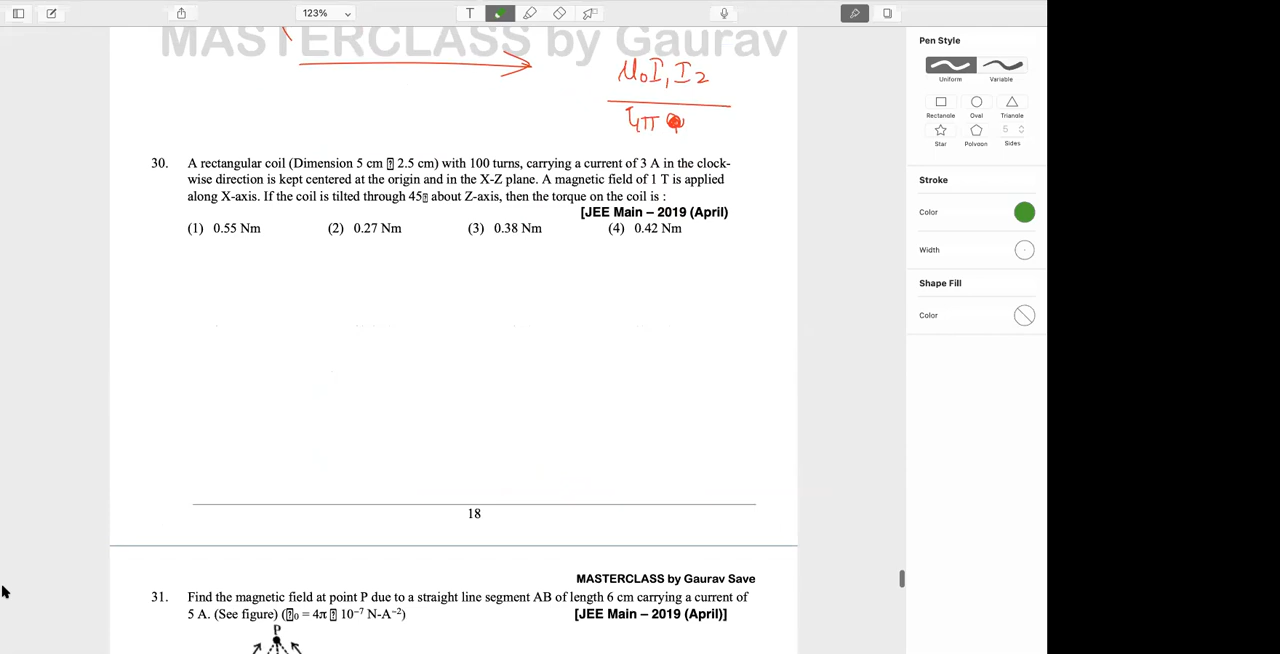 123%
T
MASTERCLASS by Gaurav
μ₀I₁I₂
4π
30. A rectangular coil (Dimension 5 cm 2.5 cm) with 100 turns, carrying a current of 3 A in the clock-
wise direction is kept centered at the origin and in the X-Z plane. A magnetic field of 1 T is applied
along X-axis. If the coil is tilted through 45 about Z-axis, then the torque on the coil is :
[JEE Main – 2019 (April)
(1) 0.55 Nm (2) 0.27 Nm (3) 0.38 Nm (4) 0.42 Nm
18
MASTERCLASS by Gaurav Save
31. Find the magnetic field at point P due to a straight line segment AB of length 6 cm carrying a current of
5 A. (See figure) (₀ = 4π 10⁻⁷ N-A⁻²) [JEE Main – 2019 (April)]
P
Pen Style
Uniform Variable
Rectangle Oval Triangle
5
Star Polygon Sides
Stroke
Color
Width
Shape Fill
Color